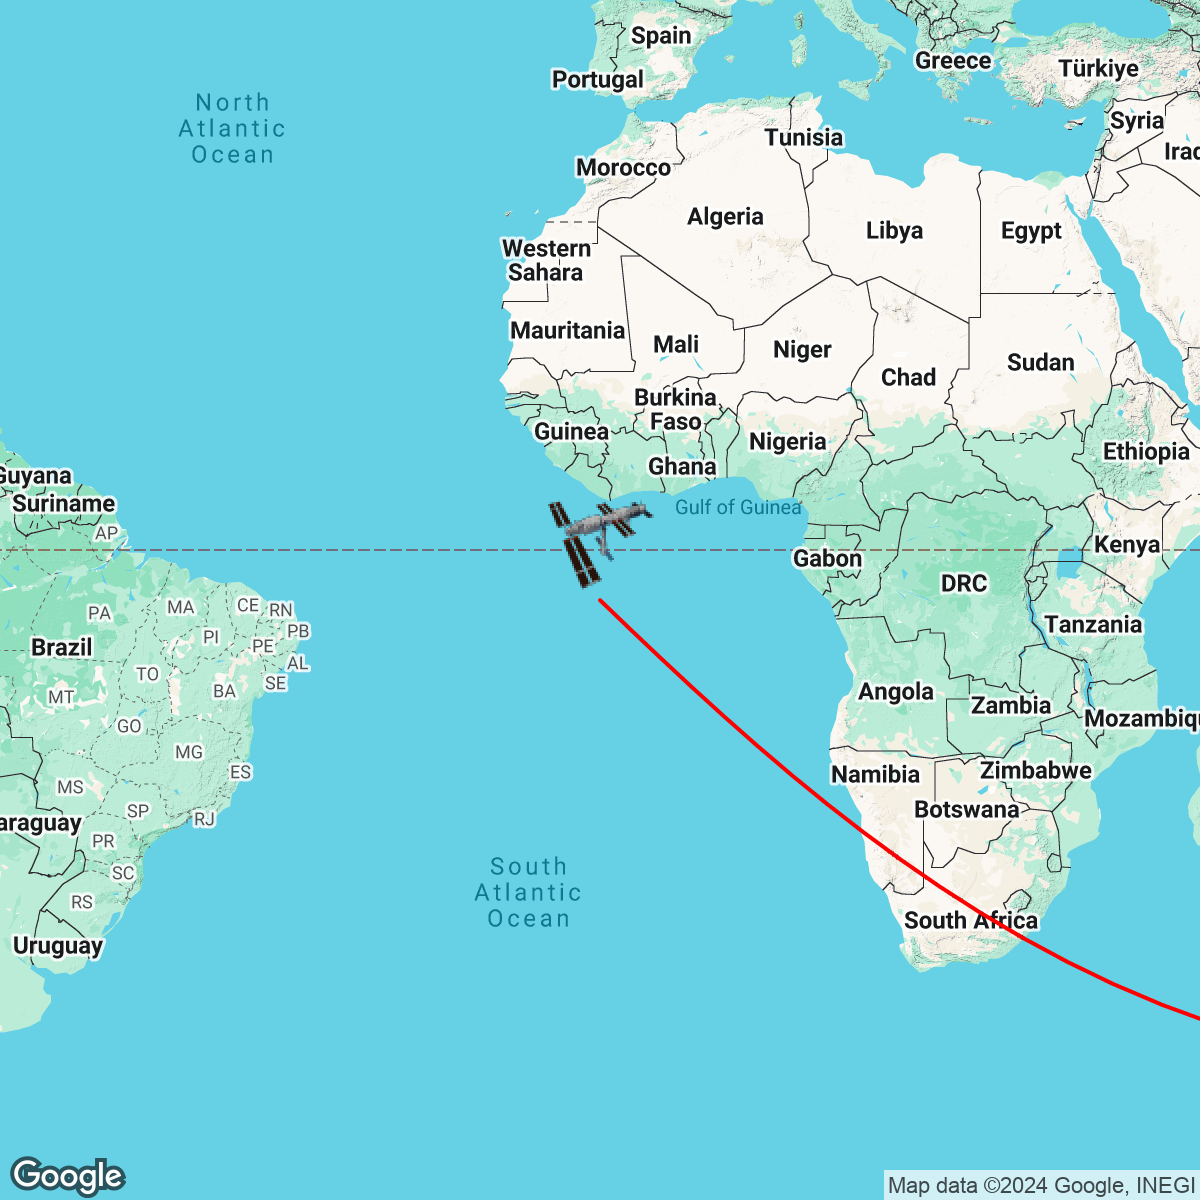 Spain
Portugal
Greece
Türkiye
North
Atlantic
Ocean
Syria
Tunisia
Irac
Morocco
Algeria
Libya
Egypt
Western
Sahara
Mauritania
Mali
Niger
Chad
Sudan
Burkina
Faso
Guinea
Nigeria
Ethiopia
Ghana
Guyana
Suriname
Gulf of Guinea
AP
Kenya
Gabon
DRC
PA
MA
CE
RN
Tanzania
PB
PI
PE
Brazil
AL
TO
SE
BA
MT
Angola
Zambia
Mozambiqu
GO
MG
ES
Namibia
Zimbabwe
MS
Botswana
SP
RJ
araguay
PR
SC
South
Atlantic
Ocean
RS
South Africa
Uruguay
Google
Map data ©2024 Google, INEGI